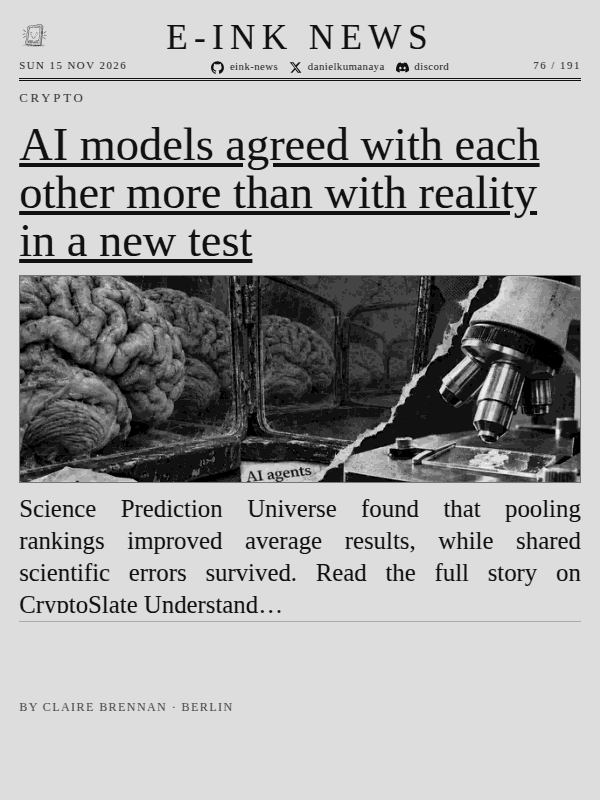 E-INK NEWS
SUN 15 NOV 2026
eink-news danielkumanaya discord
76 / 191
CRYPTO
AI models agreed with each
other more than with reality
in a new test
AI agents
Science Prediction Universe found that pooling
rankings improved average results, while shared
scientific errors survived. Read the full story on
CryptoSlate Understand…
BY CLAIRE BRENNAN · BERLIN